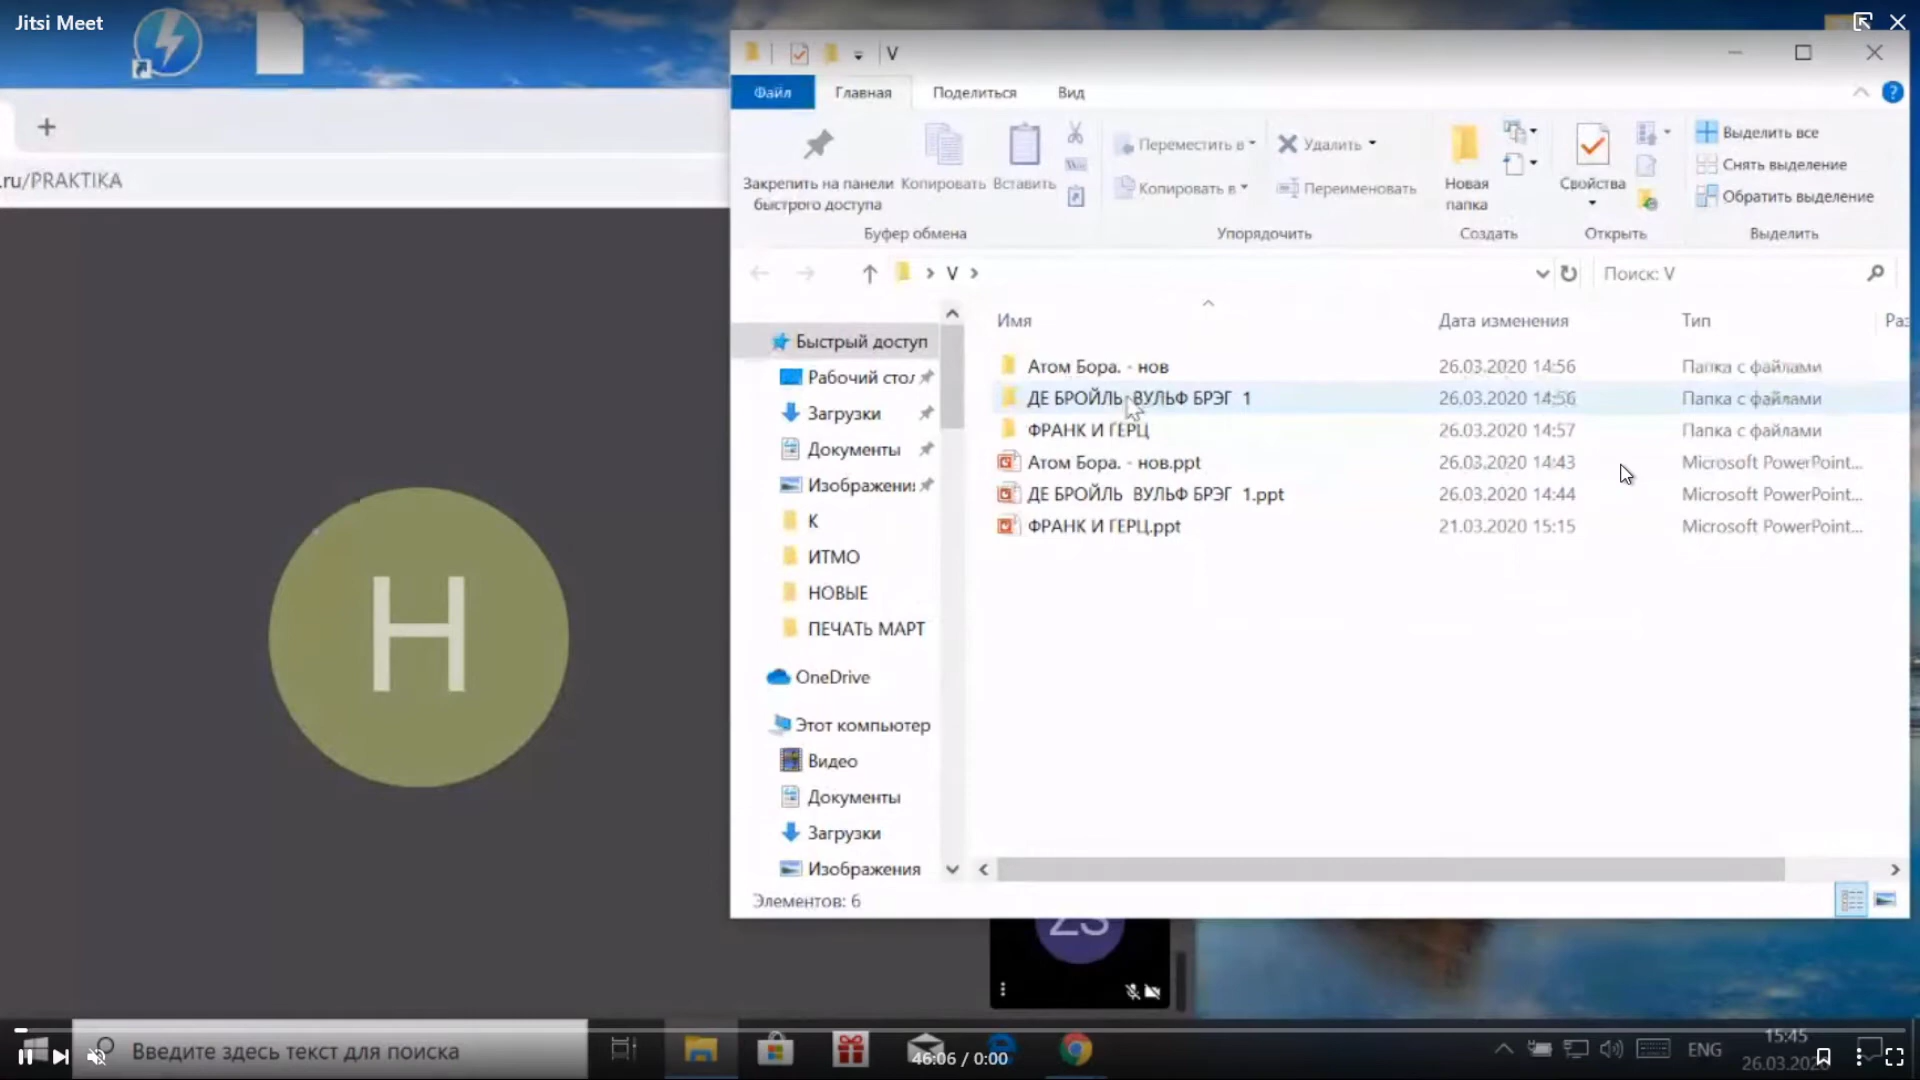 Jitsi Meet
V
Файл Главная Поделиться Вид
.ru/PRAKTIKA
Закрепить на панели быстрого доступа
Копировать
Вставить
Переместить в
Копировать в
Удалить
Переименовать
Новая папка
Свойства
Выделить все
Снять выделение
Обратить выделение
Буфер обмена Упорядочить Создать Открыть Выделить
V
Поиск: V
Имя Дата изменения Тип Раз
Быстрый доступ
Рабочий стол
Загрузки
Документы
Изображени
К
ИТМО
НОВЫЕ
ПЕЧАТЬ МАРТ
OneDrive
Этот компьютер
Видео
Документы
Загрузки
Изображения
Атом Бора. - нов 26.03.2020 14:56 Папка с файлами
ДЕ БРОЙЛЬ ВУЛЬФ БРЭГ 1 26.03.2020 14:56 Папка с файлами
ФРАНК И ГЕРЦ 26.03.2020 14:57 Папка с файлами
Атом Бора. - нов.ppt 26.03.2020 14:43 Microsoft PowerPoint...
ДЕ БРОЙЛЬ ВУЛЬФ БРЭГ 1.ppt 26.03.2020 14:44 Microsoft PowerPoint...
ФРАНК И ГЕРЦ.ppt 21.03.2020 15:15 Microsoft PowerPoint...
Элементов: 6
H
ZS
Введите здесь текст для поиска
46:06 / 0:00
ENG
15:45
26.03.2020